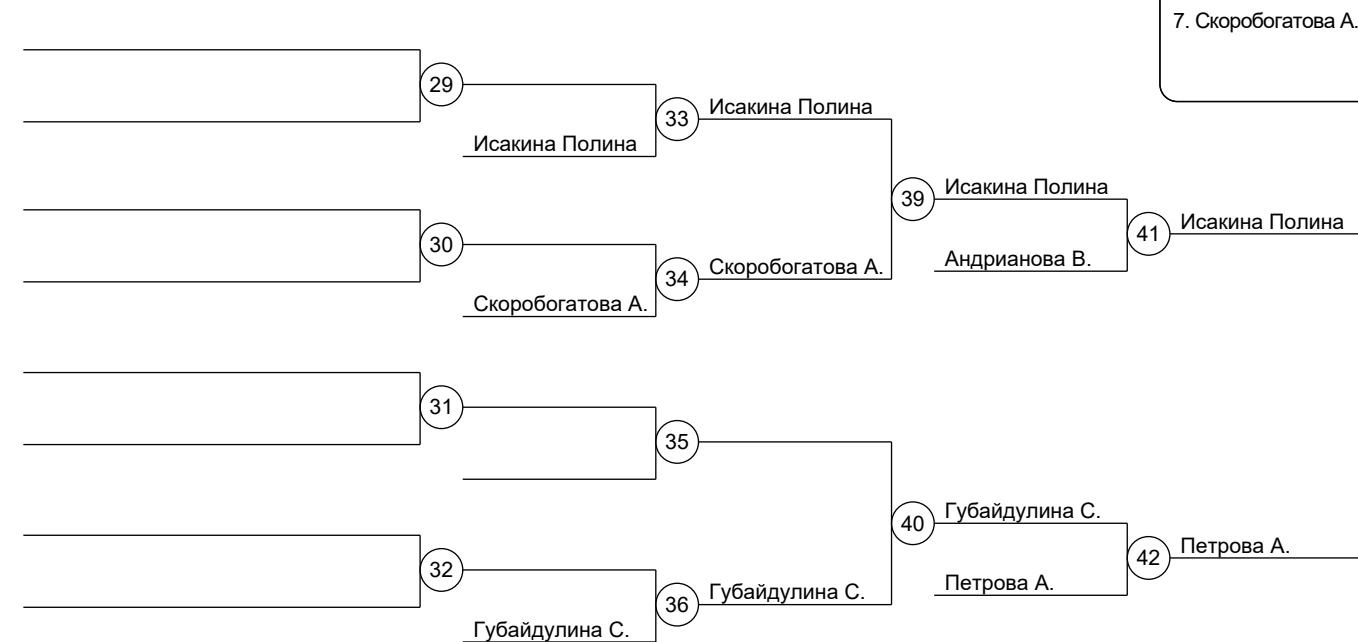 7. Скоробогатова А.
29
33
Исакина Полина
Исакина Полина
39
Исакина Полина
30
41
Исакина Полина
34
Скоробогатова А.
Андрианова В.
Скоробогатова А.
31
35
40
Губайдулина С.
32
42
Петрова А.
36
Губайдулина С.
Петрова А.
Губайдулина С.